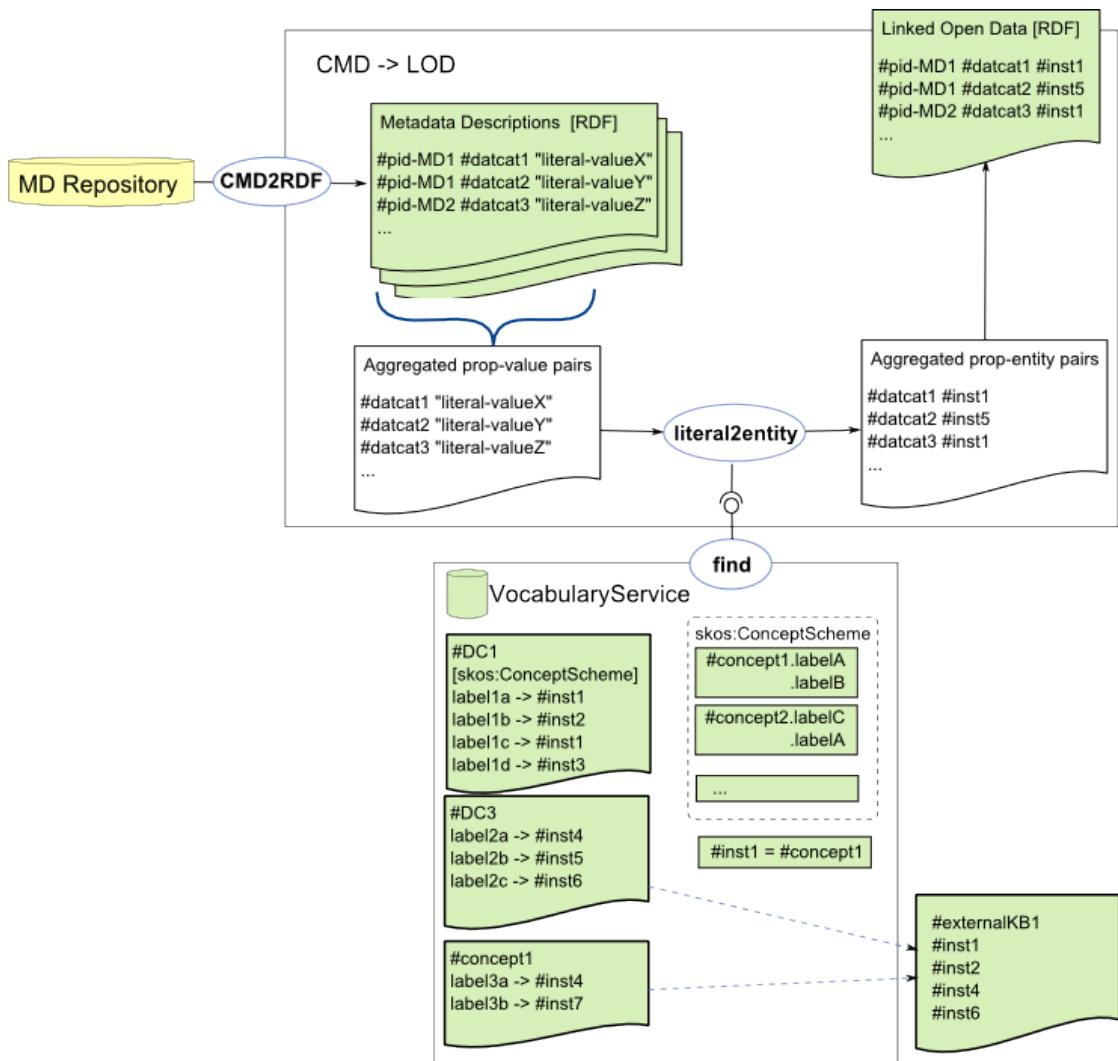 CMD -> LOD
MD Repository
CMD2RDF
Metadata Descriptions  [RDF]
#pid-MD1 #datcat1 "literal-valueX"
#pid-MD1 #datcat2 "literal-valueY"
#pid-MD2 #datcat3 "literal-valueZ"
...
Linked Open Data [RDF]
#pid-MD1 #datcat1 #inst1
#pid-MD1 #datcat2 #inst5
#pid-MD2 #datcat3 #inst1
...
Aggregated prop-value pairs
#datcat1 "literal-valueX"
#datcat2 "literal-valueY"
#datcat3 "literal-valueZ"
...
literal2entity
Aggregated prop-entity pairs
#datcat1 #inst1
#datcat2 #inst5
#datcat3 #inst1
...
find
VocabularyService
#DC1
[skos:ConceptScheme]
label1a -> #inst1
label1b -> #inst2
label1c -> #inst1
label1d -> #inst3
skos:ConceptScheme
#concept1.labelA
.labelB
#concept2.labelC
.labelA
...
#inst1 = #concept1
#DC3
label2a -> #inst4
label2b -> #inst5
label2c -> #inst6
#concept1
label3a -> #inst4
label3b -> #inst7
#externalKB1
#inst1
#inst2
#inst4
#inst6